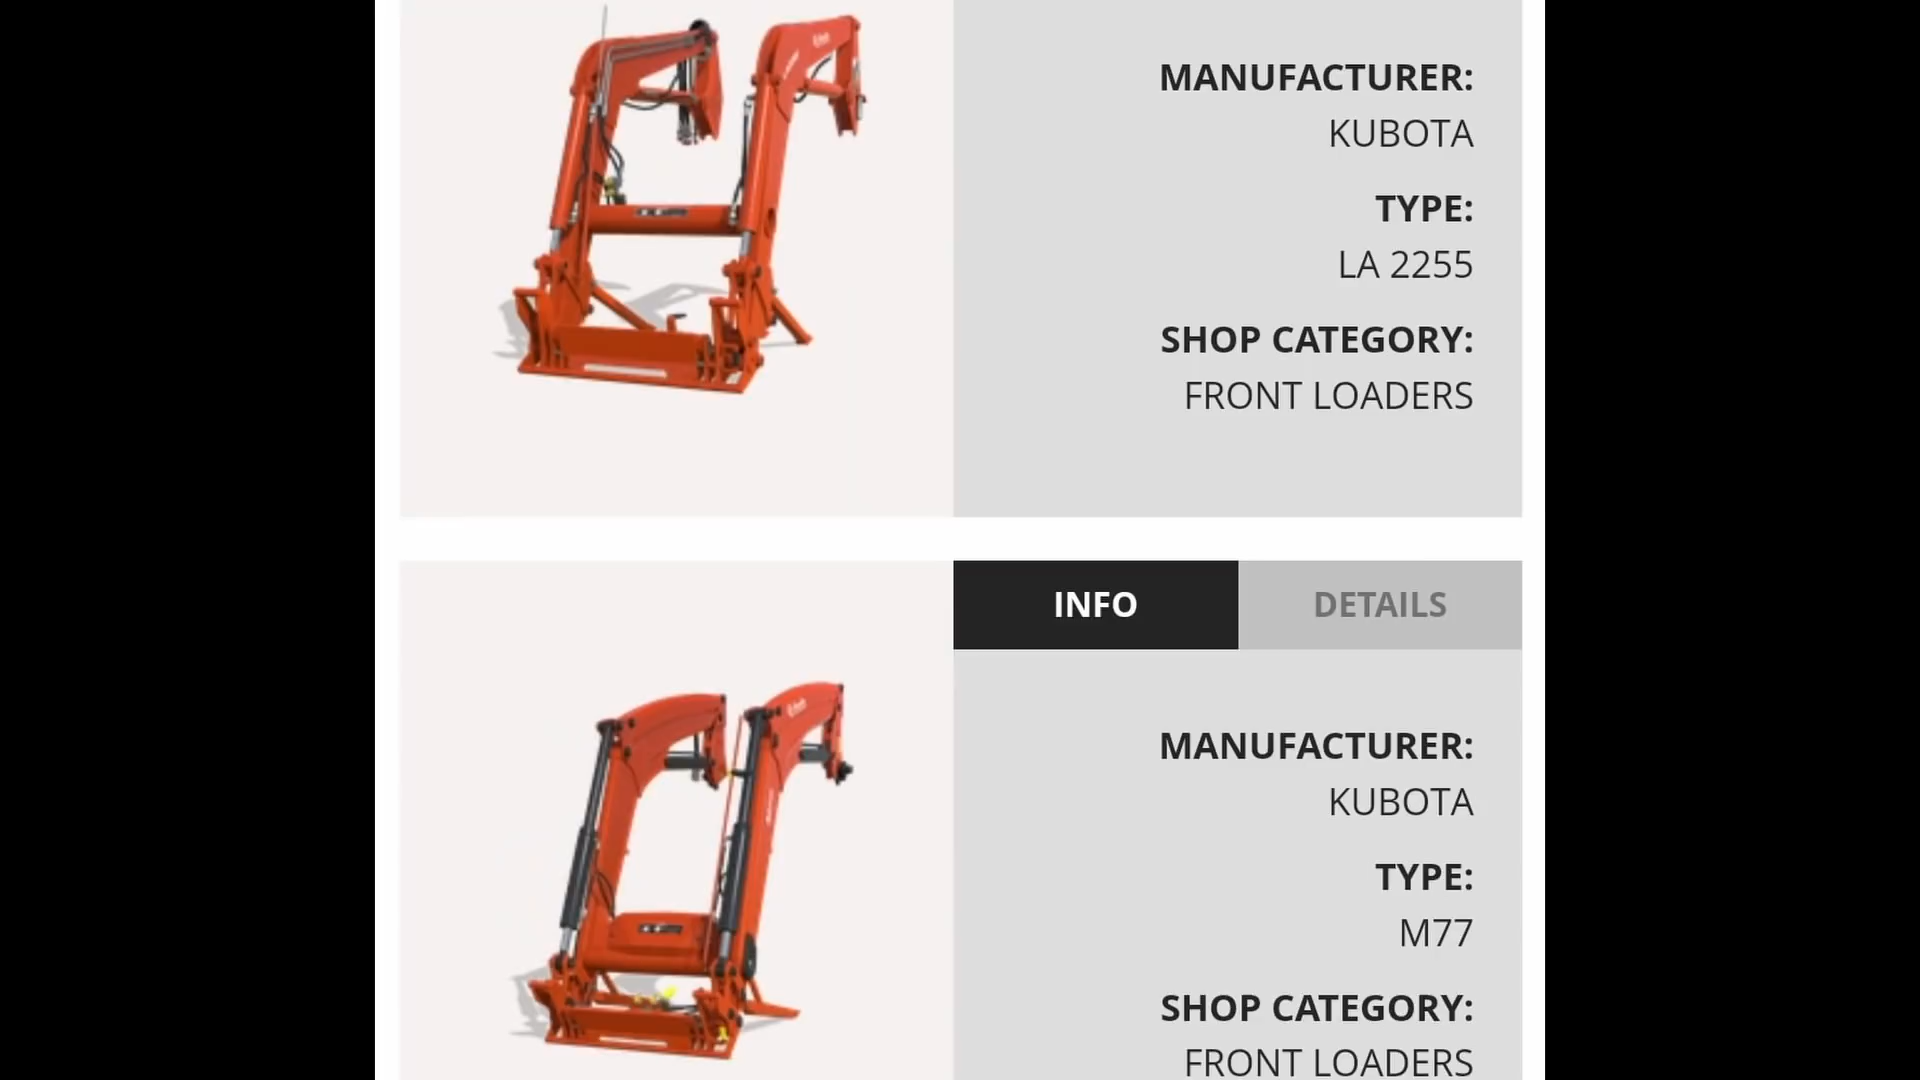 MANUFACTURER:
KUBOTA
TYPE:
LA 2255
SHOP CATEGORY:
FRONT LOADERS
INFO
DETAILS
MANUFACTURER:
KUBOTA
TYPE:
M77
SHOP CATEGORY:
FRONT LOADERS